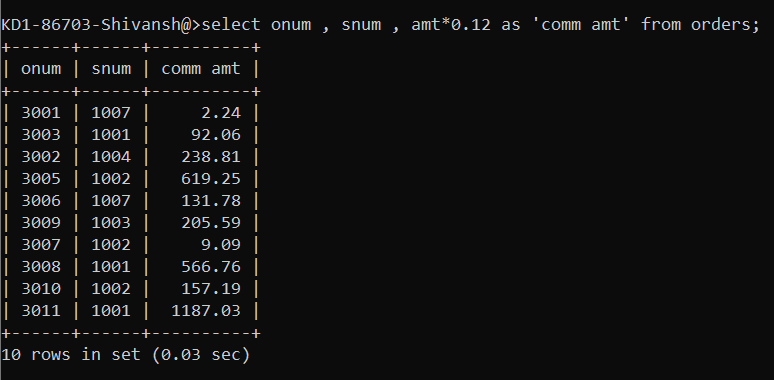 KD1-86703-Shivansh@>select onum , snum , amt*0.12 as 'comm amt' from orders;
+------+------+----------+
| onum | snum | comm amt |
+------+------+----------+
| 3001 | 1007 |     2.24 |
| 3003 | 1001 |    92.06 |
| 3002 | 1004 |   238.81 |
| 3005 | 1002 |   619.25 |
| 3006 | 1007 |   131.78 |
| 3009 | 1003 |   205.59 |
| 3007 | 1002 |     9.09 |
| 3008 | 1001 |   566.76 |
| 3010 | 1002 |   157.19 |
| 3011 | 1001 |  1187.03 |
+------+------+----------+
10 rows in set (0.03 sec)